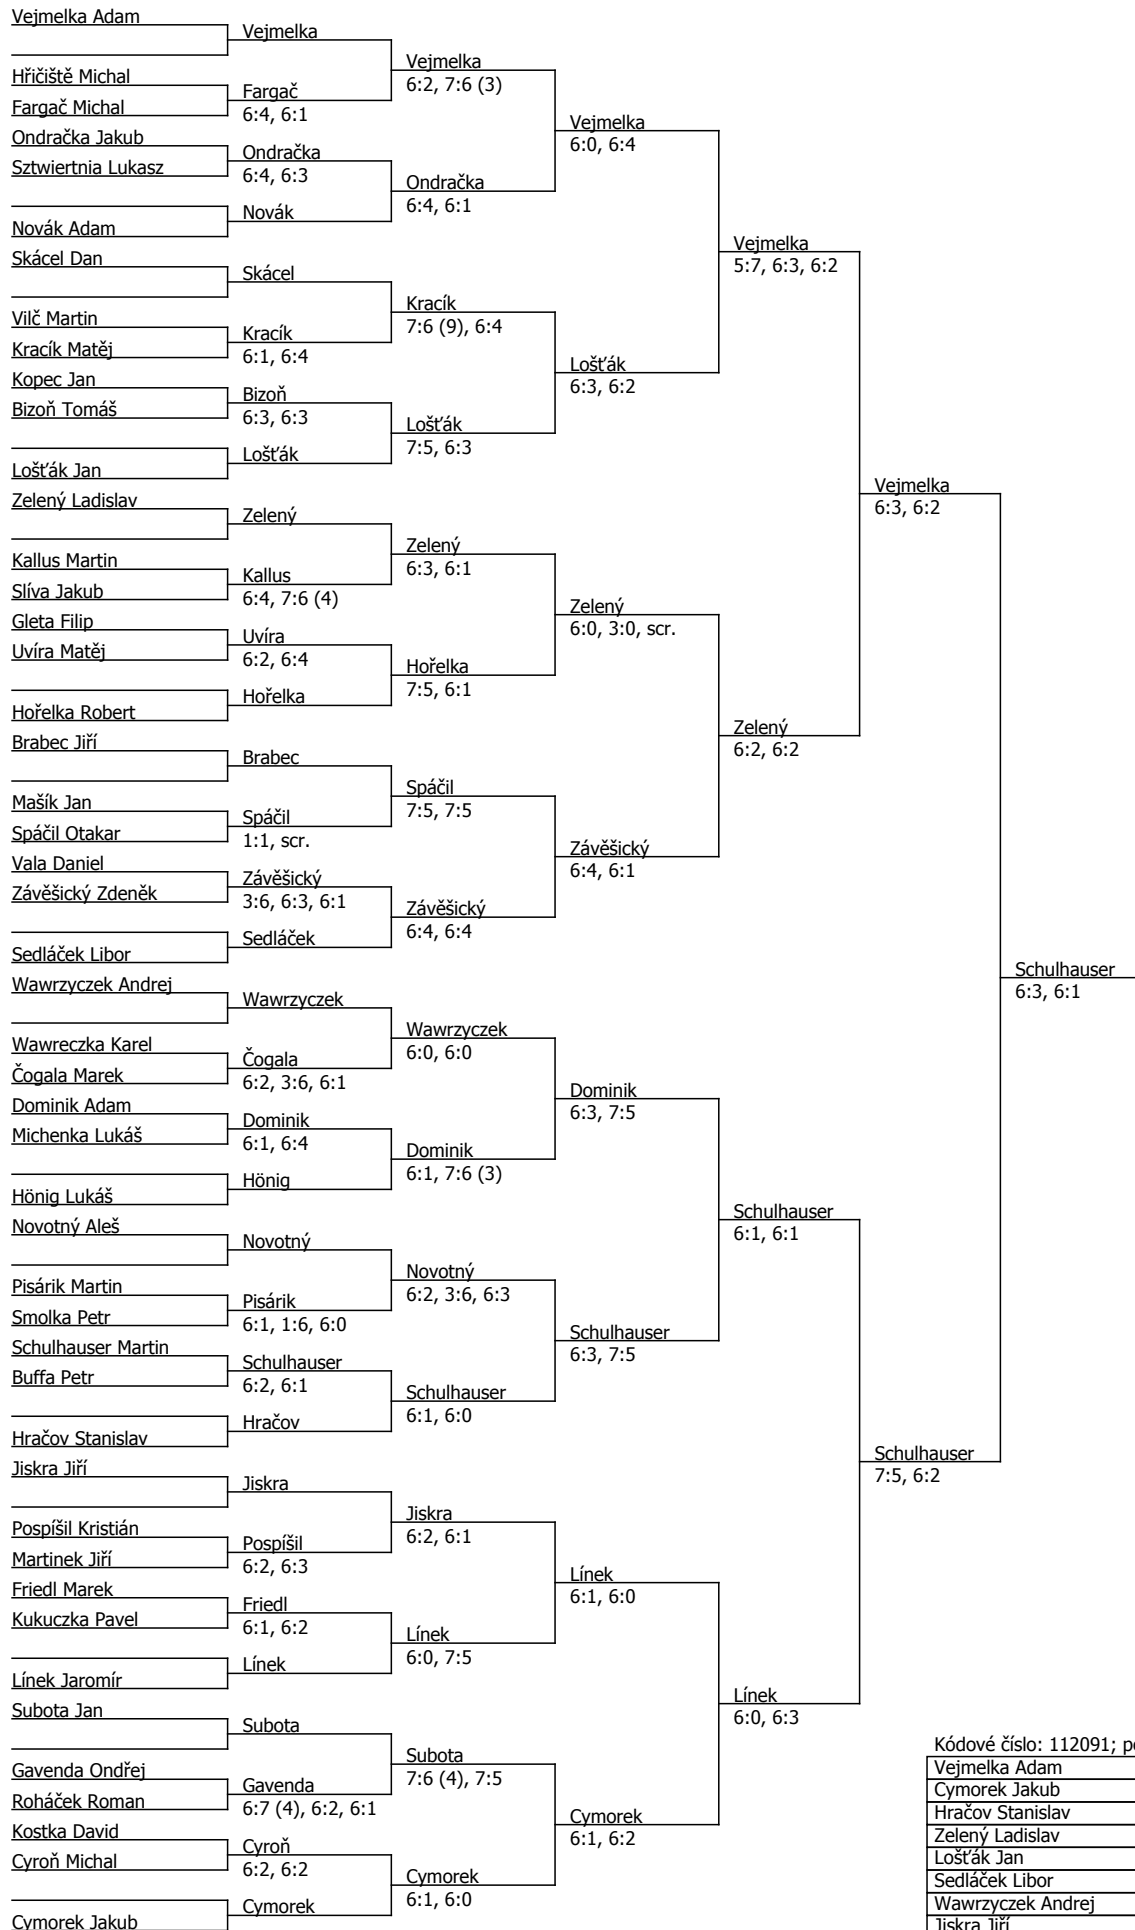 Vejmelka Adam
Hřičiště Michal
Fargač Michal
Ondračka Jakub
Sztwiertnia Lukasz
Novák Adam
Skácel Dan
Vilč Martin
Kracík Matěj
Kopec Jan
Bizoň Tomáš
Lošťák Jan
Zelený Ladislav
Kallus Martin
Slíva Jakub
Gleta Filip
Uvíra Matěj
Hořelka Robert
Brabec Jiří
Mašík Jan
Spáčil Otakar
Vala Daniel
Závěšický Zdeněk
Sedláček Libor
Wawrzyczek Andrej
Wawreczka Karel
Čogala Marek
Dominik Adam
Michenka Lukáš
Hönig Lukáš
Novotný Aleš
Pisárik Martin
Smolka Petr
Schulhauser Martin
Buffa Petr
Hračov Stanislav
Jiskra Jiří
Pospíšil Kristián
Martinek Jiří
Friedl Marek
Kukuczka Pavel
Línek Jaromír
Subota Jan
Gavenda Ondřej
Roháček Roman
Kostka David
Cyroň Michal
Cymorek Jakub
Vejmelka
Fargač
6:4, 6:1
Ondračka
6:4, 6:3
Novák
Skácel
Kracík
6:1, 6:4
Bizoň
6:3, 6:3
Lošťák
Zelený
Kallus
6:4, 7:6 (4)
Uvíra
6:2, 6:4
Hořelka
Brabec
Spáčil
1:1, scr.
Závěšický
3:6, 6:3, 6:1
Sedláček
Wawrzyczek
Čogala
6:2, 3:6, 6:1
Dominik
6:1, 6:4
Hönig
Novotný
Pisárik
6:1, 1:6, 6:0
Schulhauser
6:2, 6:1
Hračov
Jiskra
Pospíšil
6:2, 6:3
Friedl
6:1, 6:2
Línek
Subota
Gavenda
6:7 (4), 6:2, 6:1
Cyroň
6:2, 6:2
Cymorek
Vejmelka
6:2, 7:6 (3)
Ondračka
6:4, 6:1
Kracík
7:6 (9), 6:4
Lošťák
7:5, 6:3
Zelený
6:3, 6:1
Hořelka
7:5, 6:1
Spáčil
7:5, 7:5
Závěšický
6:4, 6:4
Wawrzyczek
6:0, 6:0
Dominik
6:1, 7:6 (3)
Novotný
6:2, 3:6, 6:3
Schulhauser
6:1, 6:0
Jiskra
6:2, 6:1
Línek
6:0, 7:5
Subota
7:6 (4), 7:5
Cymorek
6:1, 6:0
Vejmelka
6:0, 6:4
Lošťák
6:3, 6:2
Zelený
6:0, 3:0, scr.
Závěšický
6:4, 6:1
Dominik
6:3, 7:5
Schulhauser
6:3, 7:5
Línek
6:1, 6:0
Cymorek
6:1, 6:2
Vejmelka
5:7, 6:3, 6:2
Zelený
6:2, 6:2
Schulhauser
6:1, 6:1
Línek
6:0, 6:3
Vejmelka
6:3, 6:2
Schulhauser
7:5, 6:2
Schulhauser
6:3, 6:1
Kódové číslo: 112091;
Vejmelka Adam
Cymorek Jakub
Hračov Stanislav
Zelený Ladislav
Lošťák Jan
Sedláček Libor
Wawrzyczek Andrej
Jiskra Jiří